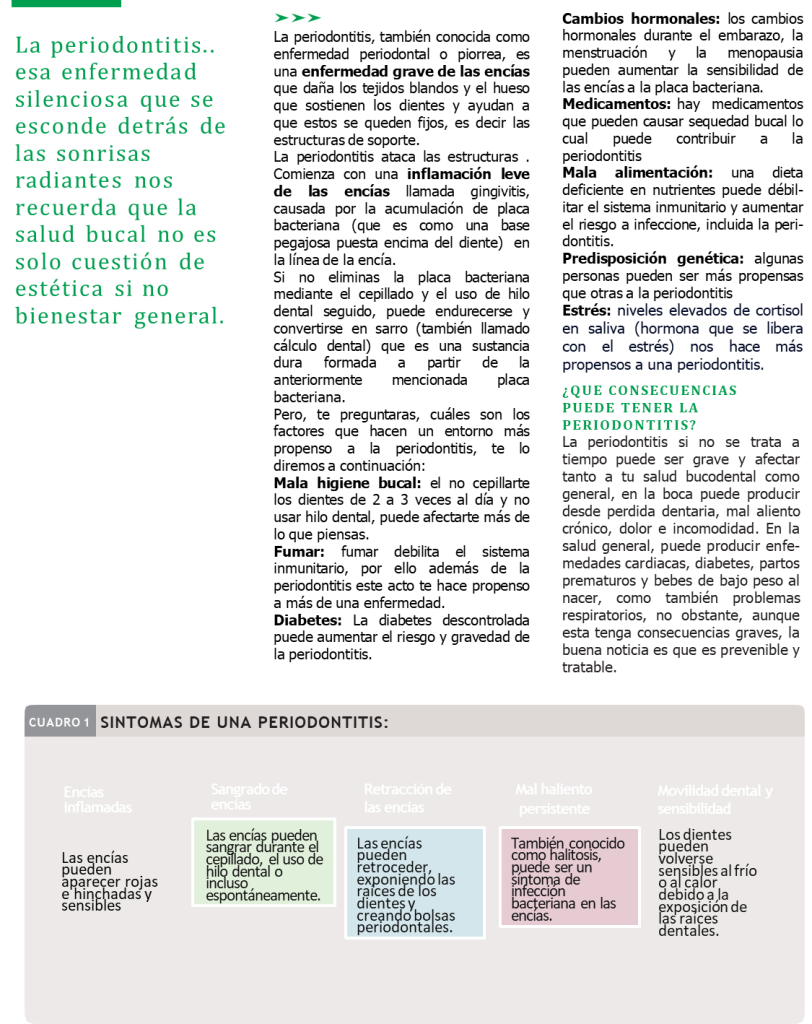 La periodontitis..
esa enfermedad
silenciosa que se
esconde detrás de
las sonrisas
radiantes nos
recuerda que la
salud bucal no es
solo cuestión de
estética si no
bienestar general.
➢➢➢
La periodontitis, también conocida como
enfermedad periodontal o piorrea, es
una enfermedad grave de las encías
que daña los tejidos blandos y el hueso
que sostienen los dientes y ayudan a
que estos se queden fijos, es decir las
estructuras de soporte.
La periodontitis ataca las estructuras .
Comienza con una inflamación leve
de las encías llamada gingivitis,
causada por la acumulación de placa
bacteriana (que es como una base
pegajosa puesta encima del diente) en
la línea de la encía.
Si no eliminas la placa bacteriana
mediante el cepillado y el uso de hilo
dental seguido, puede endurecerse y
convertirse en sarro (también llamado
cálculo dental) que es una sustancia
dura formada a partir de la
anteriormente mencionada placa
bacteriana.
Pero, te preguntaras, cuáles son los
factores que hacen un entorno más
propenso a la periodontitis, te lo
diremos a continuación:
Mala higiene bucal: el no cepillarte
los dientes de 2 a 3 veces al día y no
usar hilo dental, puede afectarte más de
lo que piensas.
Fumar: fumar debilita el sistema
inmunitario, por ello además de la
periodontitis este acto te hace propenso
a más de una enfermedad.
Diabetes: La diabetes descontrolada
puede aumentar el riesgo y gravedad de
la periodontitis.
Cambios hormonales: los cambios
hormonales durante el embarazo, la
menstruación y la menopausia
pueden aumentar la sensibilidad de
las encías a la placa bacteriana.
Medicamentos: hay medicamentos
que pueden causar sequedad bucal lo
cual puede contribuir a la
periodontitis
Mala alimentación: una dieta
deficiente en nutrientes puede débil-
itar el sistema inmunitario y aumentar
el riesgo a infeccione, incluida la peri-
dontitis.
Predisposición genética: algunas
personas pueden ser más propensas
que otras a la periodontitis
Estrés: niveles elevados de cortisol
en saliva (hormona que se libera
con el estrés) nos hace más
propensos a una periodontitis.
¿QUE CONSECUENCIAS
PUEDE TENER LA
PERIODONTITIS?
La periodontitis si no se trata a
tiempo puede ser grave y afectar
tanto a tu salud bucodental como
general, en la boca puede producir
desde perdida dentaria, mal aliento
crónico, dolor e incomodidad. En la
salud general, puede producir enfe-
medades cardiacas, diabetes, partos
prematuros y bebes de bajo peso al
nacer, como también problemas
respiratorios, no obstante, aunque
esta tenga consecuencias graves, la
buena noticia es que es prevenible y
tratable.
CUADRO 1 SINTOMAS DE UNA PERIODONTITIS:
Encías
inflamadas
Las encías
pueden
aparecer rojas
e hinchadas y
sensibles
Sangrado de
encías
Las encías pueden
sangrar durante el
cepillado, el uso de
hilo dental o
incluso
espontáneamente.
Retracción de
las encías
Las encías
pueden
retroceder,
exponiendo las
raíces de los
dientes y
creando bolsas
periodontales.
Mal haliento
persistente
También conocido
como halitosis,
puede ser un
síntoma de
infección
bacteriana en las
encías.
Movilidad dental y
sensibilidad
Los dientes
pueden
volverse
sensibles al frío
o al calor
debido a la
exposición de
las raíces
dentales.